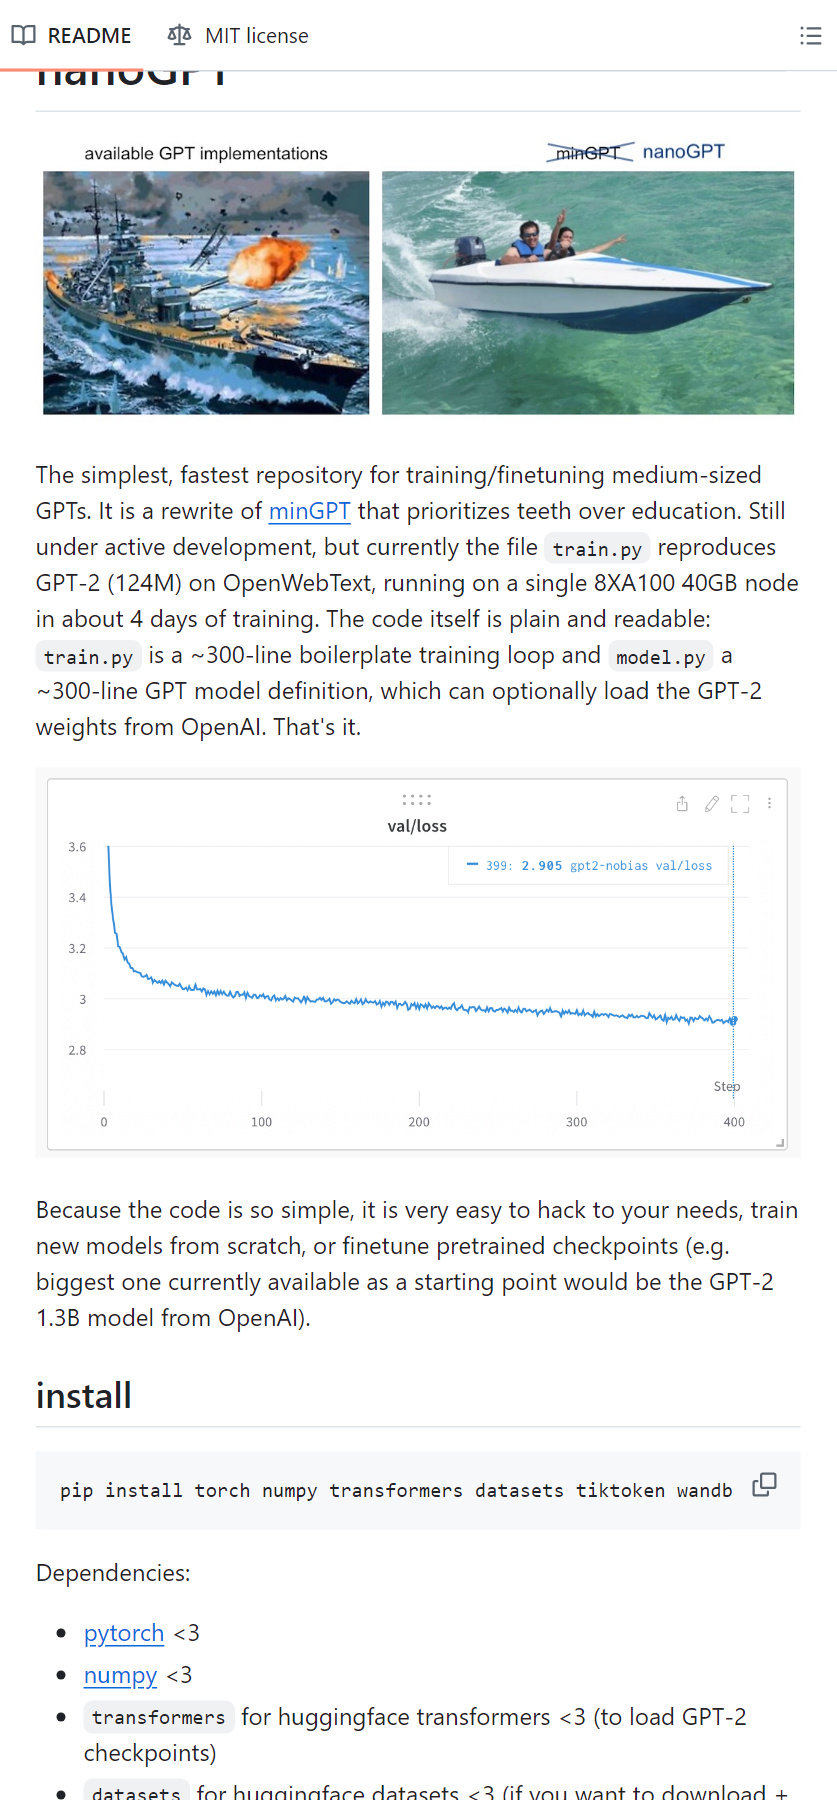 README MIT license
nanoGPT
available GPT implementations
minGPT nanoGPT
The simplest, fastest repository for training/finetuning medium-sized
GPTs. It is a rewrite of minGPT that prioritizes teeth over education. Still
under active development, but currently the file train.py reproduces
GPT-2 (124M) on OpenWebText, running on a single 8XA100 40GB node
in about 4 days of training. The code itself is plain and readable:
train.py is a ~300-line boilerplate training loop and model.py a
~300-line GPT model definition, which can optionally load the GPT-2
weights from OpenAI. That's it.
val/loss
399: 2.905 gpt2-nobias val/loss
3.6
3.4
3.2
3
2.8
Step
0 100 200 300 400
Because the code is so simple, it is very easy to hack to your needs, train
new models from scratch, or finetune pretrained checkpoints (e.g.
biggest one currently available as a starting point would be the GPT-2
1.3B model from OpenAI).
install
pip install torch numpy transformers datasets tiktoken wandb
Dependencies:
• pytorch <3
• numpy <3
• transformers for huggingface transformers <3 (to load GPT-2
checkpoints)
• datasets for huggingface datasets <3 (if you want to download +